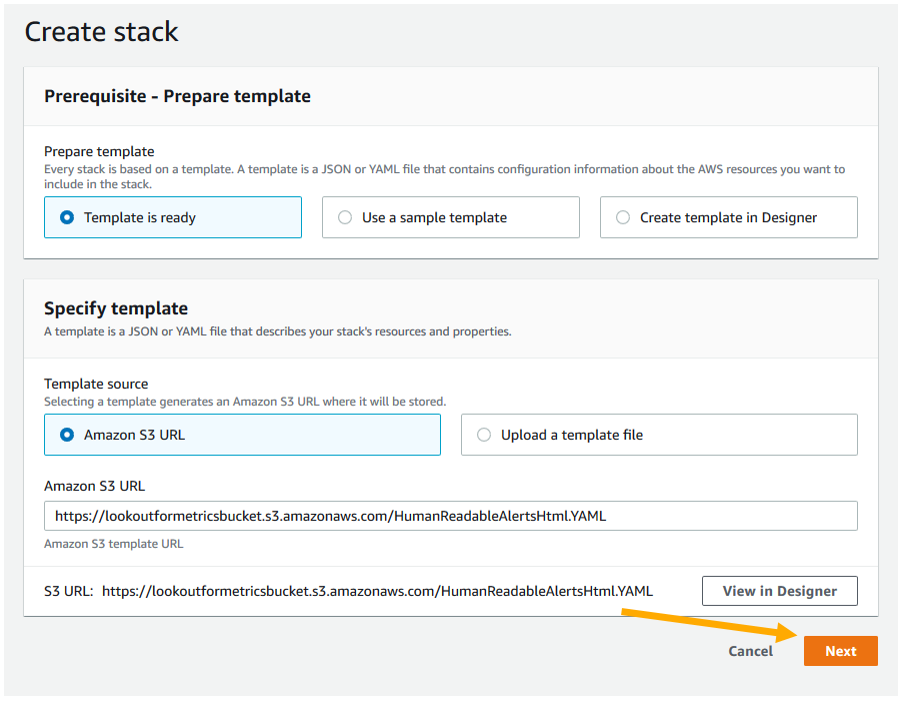 Create stack
Prerequisite - Prepare template
Prepare template
Every stack is based on a template. A template is a JSON or YAML file that contains configuration information about the AWS resources you want to
include in the stack.
Template is ready
Use a sample template
Create template in Designer
Specify template
A template is a JSON or YAML file that describes your stack's resources and properties.
Template source
Selecting a template generates an Amazon S3 URL where it will be stored.
Amazon S3 URL
Upload a template file
Amazon S3 URL
https://lookoutformetricsbucket.s3.amazonaws.com/HumanReadableAlertsHtml.YAML
Amazon S3 template URL
S3 URL: https://lookoutformetricsbucket.s3.amazonaws.com/HumanReadableAlertsHtml.YAML
View in Designer
Cancel
Next